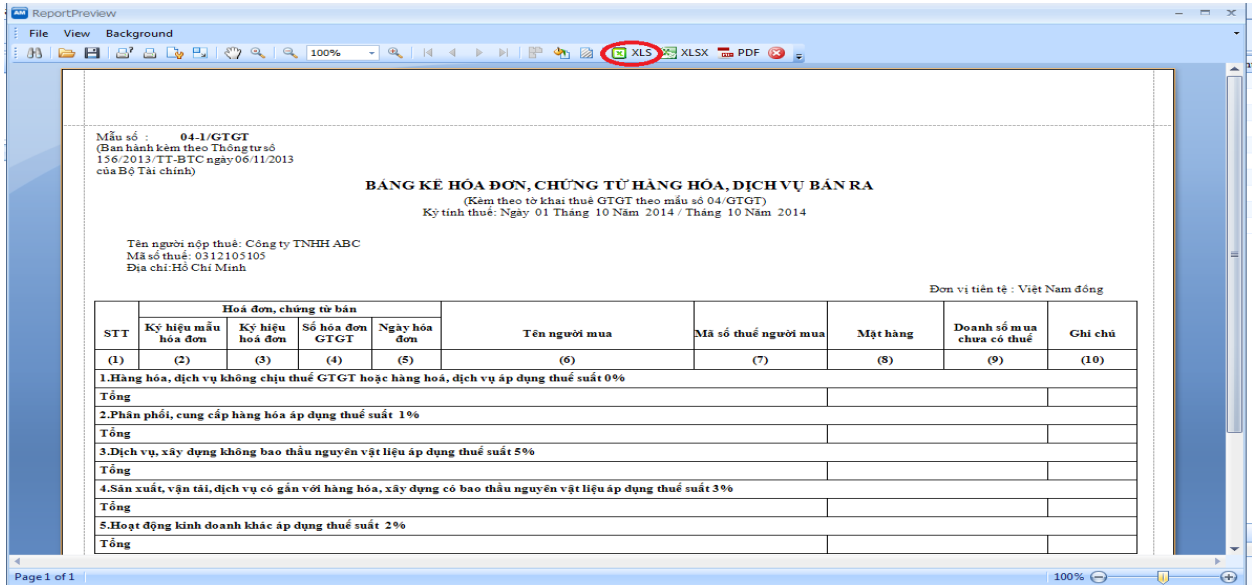 AM ReportPreview
File View Background
100% XLS XLSX PDF
Mẫu số : 04-1/GTGT
(Ban hành kèm theo Thông tư số
156/2013/TT-BTC ngày 06/11/2013
của Bộ Tài chính)
BẢNG KÊ HÓA ĐƠN, CHỨNG TỪ HÀNG HÓA, DỊCH VỤ BÁN RA
(Kèm theo tờ khai thuế GTGT theo mẫu số 04/GTGT)
Kỳ tính thuế: Ngày 01 Tháng 10 Năm 2014 / Tháng 10 Năm 2014
Tên người nộp thuế: Công ty TNHH ABC
Mã số thuế: 0312105105
Địa chỉ:Hồ Chí Minh
Đơn vị tiền tệ : Việt Nam đồng
Hoá đơn, chứng từ bán
STT Ký hiệu mẫu hóa đơn Ký hiệu hoá đơn Số hóa đơn GTGT Ngày hóa đơn Tên người mua Mã số thuế người mua Mặt hàng Doanh số mua chưa có thuế Ghi chú
(1) (2) (3) (4) (5) (6) (7) (8) (9) (10)
1.Hàng hóa, dịch vụ không chịu thuế GTGT hoặc hàng hoá, dịch vụ áp dụng thuế suất 0%
Tổng
2.Phân phối, cung cấp hàng hóa áp dụng thuế suất 1%
Tổng
3.Dịch vụ, xây dựng không bao thầu nguyên vật liệu áp dụng thuế suất 5%
Tổng
4.Sản xuất, vận tải, dịch vụ có gắn với hàng hóa, xây dựng có bao thầu nguyên vật liệu áp dụng thuế suất 3%
Tổng
5.Hoạt động kinh doanh khác áp dụng thuế suất 2%
Tổng
Page 1 of 1 100%